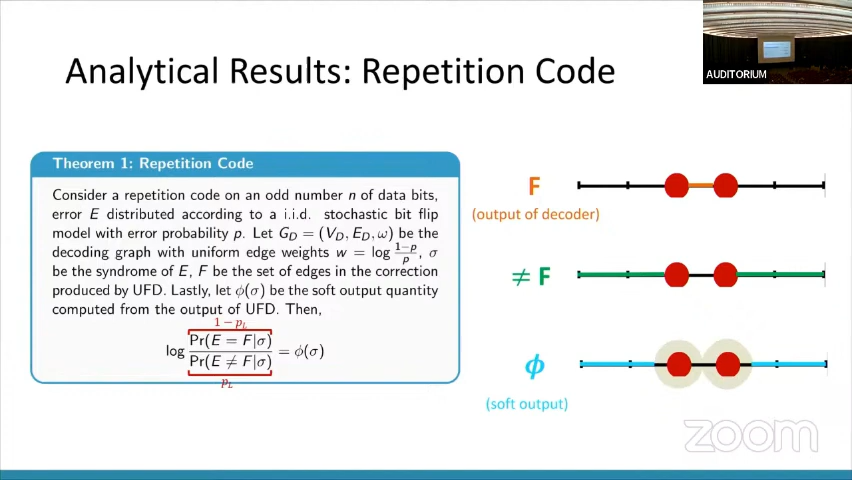 AUDITORIUM
Analytical Results: Repetition Code
Theorem 1: Repetition Code
Consider a repetition code on an odd number n of data bits,
error E distributed according to a i.i.d. stochastic bit flip
model with error probability p. Let G_D = (V_D, E_D, ω) be the
decoding graph with uniform edge weights w = log (1−p)/p, σ
be the syndrome of E, F be the set of edges in the correction
produced by UFD. Lastly, let ϕ(σ) be the soft output quantity
computed from the output of UFD. Then,
1 − p_L
log Pr(E = F|σ) / Pr(E ≠ F|σ) = ϕ(σ)
p_L
F
(output of decoder)
≠ F
ϕ
(soft output)
zoom